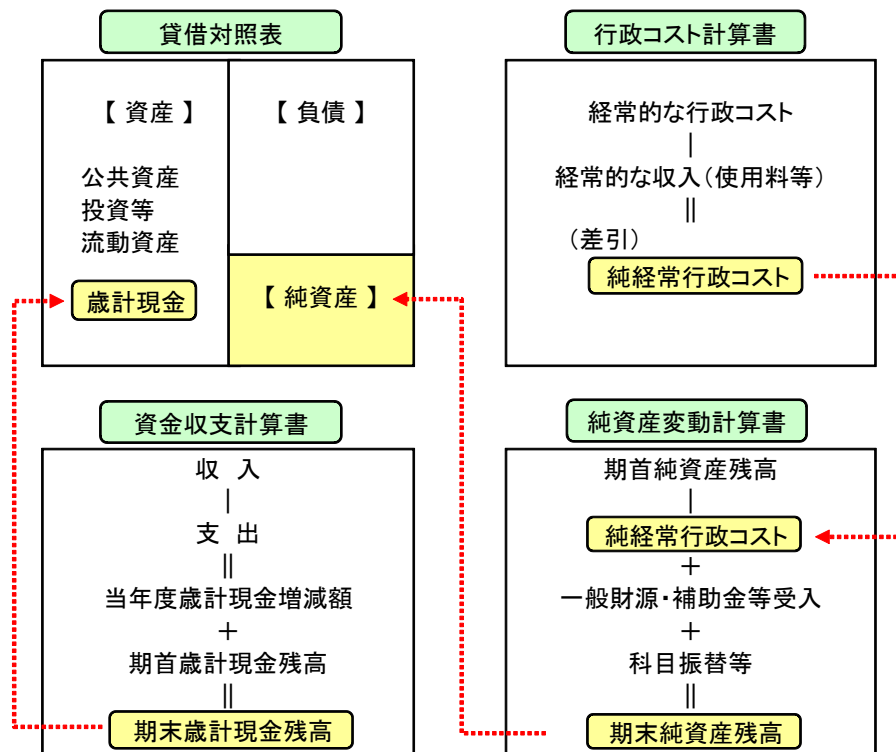 貸借対照表
【 資産 】
【 負債 】
公共資産
投資等
流動資産
歳計現金
【 純資産 】
行政コスト計算書
経常的な行政コスト
|
経常的な収入(使用料等)
||
(差引)
純経常行政コスト
資金収支計算書
収 入
|
支 出
||
当年度歳計現金増減額
+
期首歳計現金残高
||
期末歳計現金残高
純資産変動計算書
期首純資産残高
|
純経常行政コスト
+
一般財源・補助金等受入
+
科目振替等
||
期末純資産残高